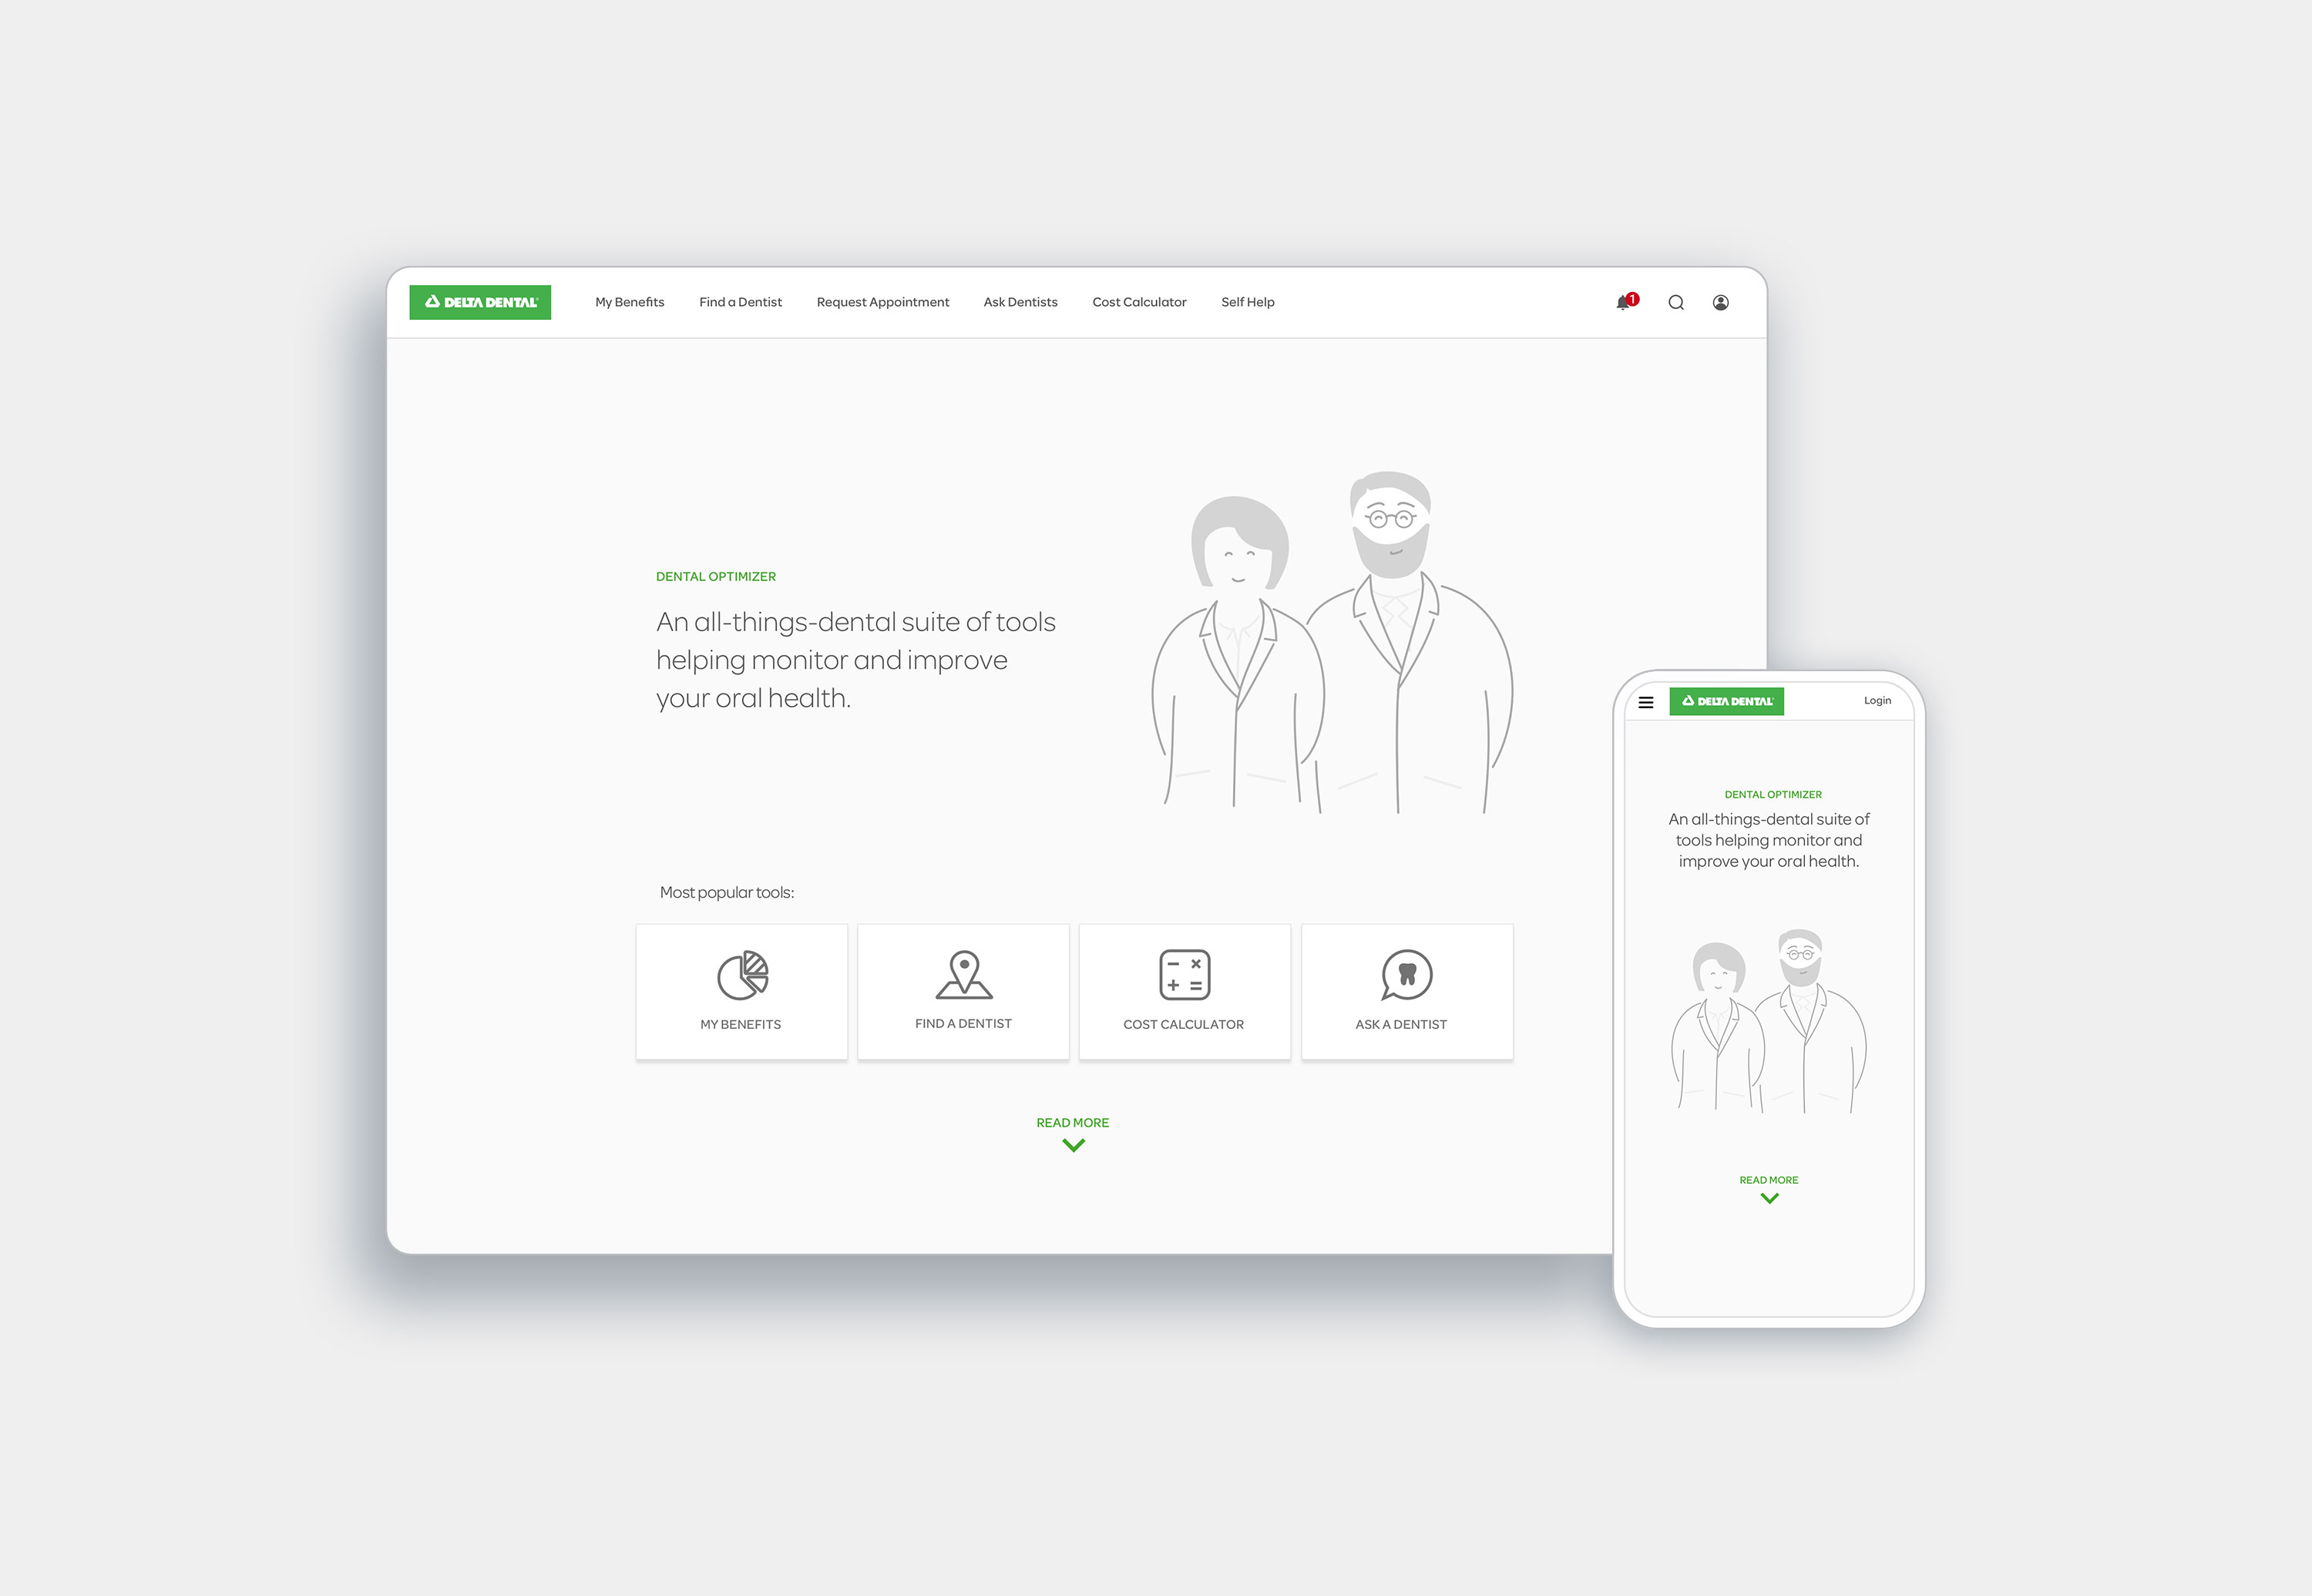 DELTA DENTAL
My Benefits
Find a Dentist
Request Appointment
Ask Dentists
Cost Calculator
Self Help
1
DENTAL OPTIMIZER
An all-things-dental suite of tools
helping monitor and improve
your oral health.
Most popular tools:
MY BENEFITS
FIND A DENTIST
COST CALCULATOR
ASK A DENTIST
READ MORE
DELTA DENTAL
Login
DENTAL OPTIMIZER
An all-things-dental suite of
tools helping monitor and
improve your oral health.
READ MORE